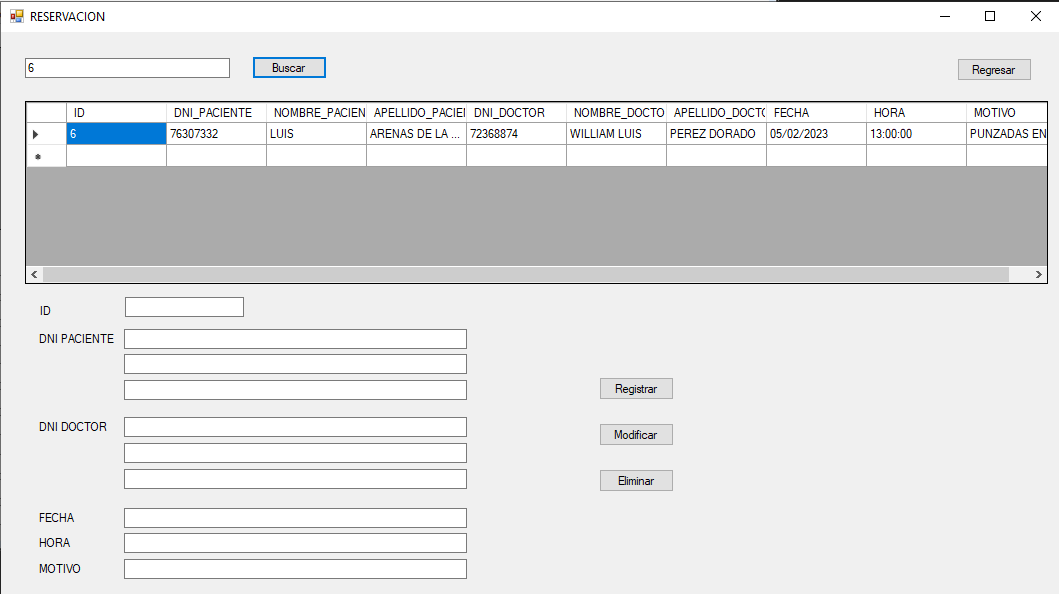 RESERVACION
6 Buscar Regresar
ID DNI_PACIENTE NOMBRE_PACIEN APELLIDO_PACIEI DNI_DOCTOR NOMBRE_DOCTO APELLIDO_DOCTO FECHA HORA MOTIVO
6 76307332 LUIS ARENAS DE LA ... 72368874 WILLIAM LUIS PEREZ DORADO 05/02/2023 13:00:00 PUNZADAS EN
ID
DNI PACIENTE
Registrar
DNI DOCTOR
Modificar
Eliminar
FECHA
HORA
MOTIVO